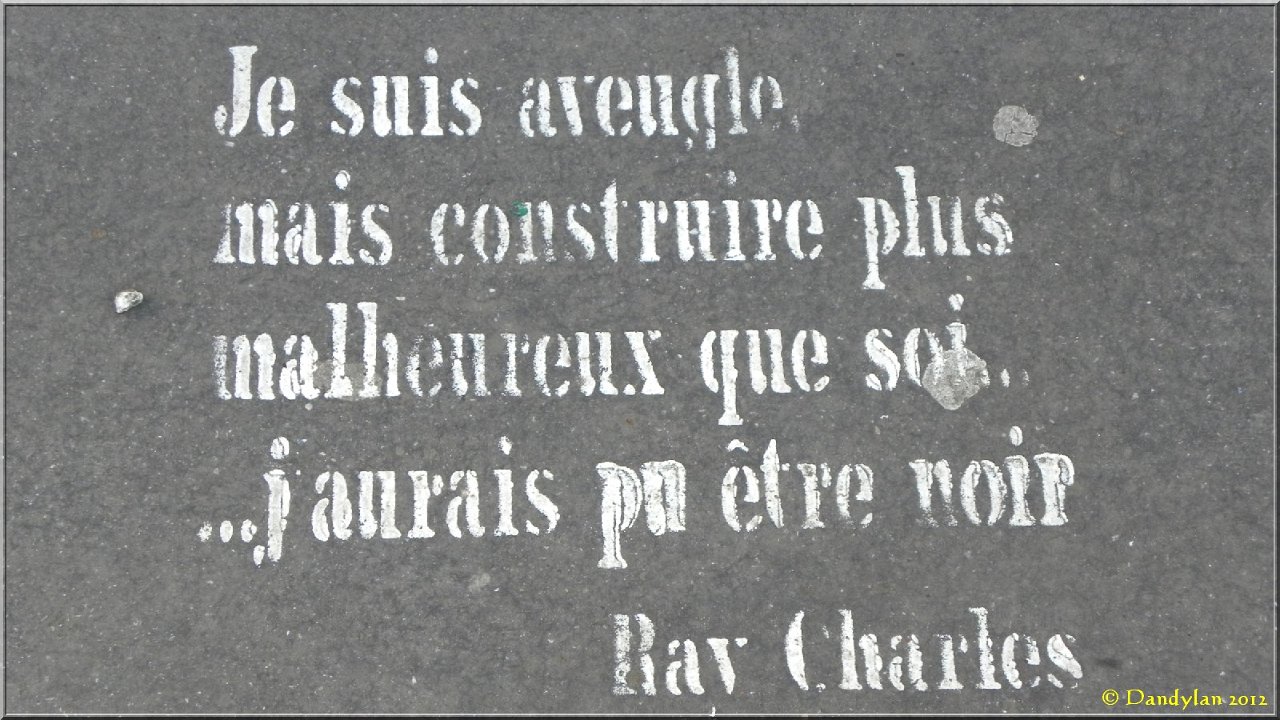 Je suis aveugle,
mais construire plus
malheureux que soi...
...j'aurais pu être noir
Ray Charles
© Dandylan 2012